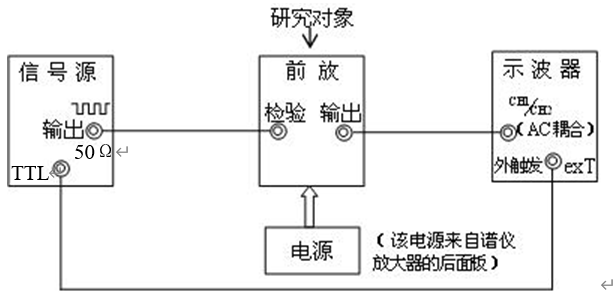 研究对象
信号源
输出
50Ω
TTL
前放
检验
输出
示波器
CH1/CH2
(AC耦合)
外触发 exT
电源
(该电源来自谱仪
放大器的后面板)